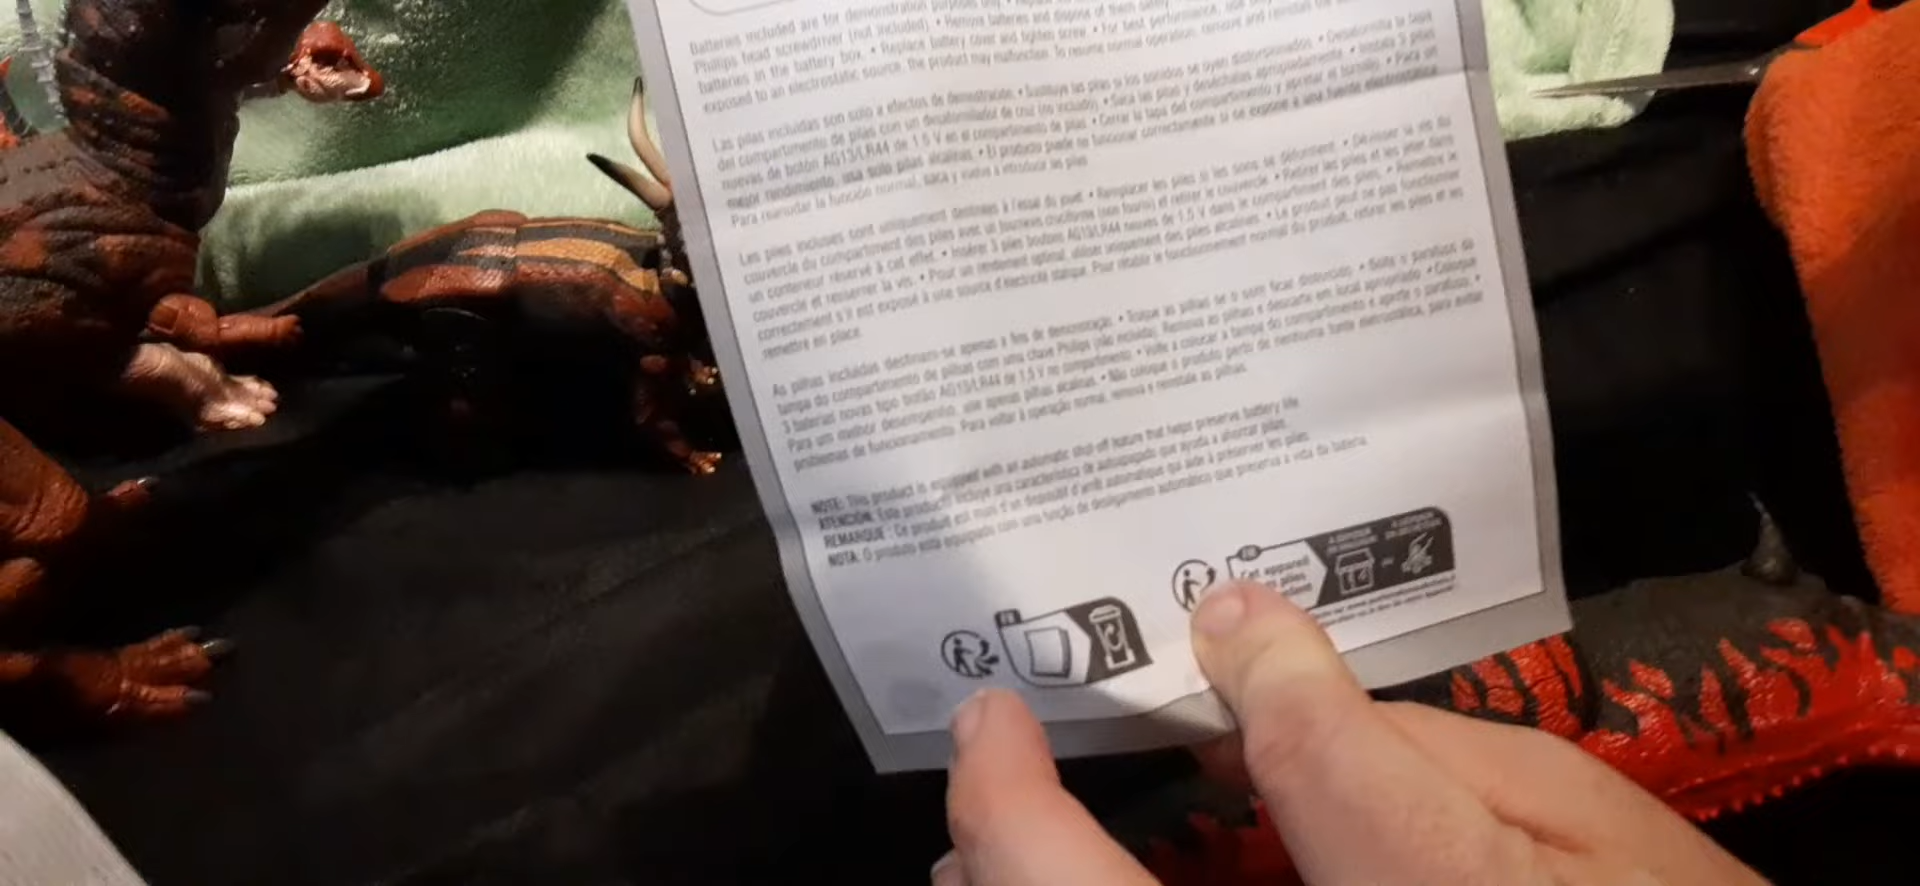 Batteries included are for demonstration purposes only. • Replace
Philips head screwdriver (not included). • Remove batteries and dispose of them safely. • For best performance, use only
batteries in the battery box. • Replace battery cover and tighten screw.
exposed to an electrostatic source, the product may malfunction. To resume normal operation, remove and reinstall the
Las pilas incluidas son solo a efectos de demostración. • Sustituye las pilas si los sonidos se oyen distorsionados. • Desatornilla la tapa
del compartimento de pilas con un desatornillador de cruz (no incluido). • Saca las pilas y deséchalas apropiadamente. • Instala 3 pilas
nuevas de botón AG13/LR44 de 1.5 V en el compartimento de pilas. • Cerrar la tapa del compartimento y apretar el tornillo. • Para un
mejor rendimiento, usa solo pilas alcalinas. • El producto puede no funcionar correctamente si se expone a una fuente electrostática.
Para reanudar la función normal, saca y vuelve a introducir las pilas.
Les piles incluses sont uniquement destinées à l'essai du jouet. • Remplacer les piles si les sons se déforment. • Dévisser la vis du
couvercle du compartiment des piles avec un tournevis cruciforme (non fourni) et retirer le couvercle. • Retirer les piles et les jeter dans
un conteneur réservé à cet effet. • Insérer 3 piles boutons AG13/LR44 neuves de 1,5 V dans le compartiment des piles. • Remettre le
couvercle et resserrer la vis. • Pour un rendement optimal, utiliser uniquement des piles alcalines. • Le produit peut ne pas fonctionner
correctement s'il est exposé à une source d'électricité statique. Pour rétablir le fonctionnement normal du produit, retirer les piles et les
remettre en place.
As pilhas incluídas destinam-se apenas a fins de demonstração. • Troque as pilhas se o som ficar distorcido. • Solte o parafuso da
tampa do compartimento de pilhas com uma chave Philips (não incluída). Remova as pilhas e descarte em local apropriado. • Coloque
3 baterias novas tipo botão AG13/LR44 de 1,5 V no compartimento. • Volte a colocar a tampa do compartimento e aperte o parafuso. •
Para um melhor desempenho, use apenas pilhas alcalinas. • Não coloque o produto perto de nenhuma fonte eletrostática, para evitar
problemas de funcionamento. Para voltar à operação normal, remova e reinstale as pilhas.
NOTE: This product is equipped with an automatic shut-off feature that helps preserve battery life.
ATENCIÓN: Este producto incluye una característica de autoapagado que ayuda a ahorrar pilas.
REMARQUE : Ce produit est muni d'un dispositif d'arrêt automatique qui aide à préserver les piles.
NOTA: O produto está equipado com uma função de desligamento automático que preserva a vida da bateria.
FR
FR
Cet appareil
piles
À DÉPOSER
À DÉPOSER